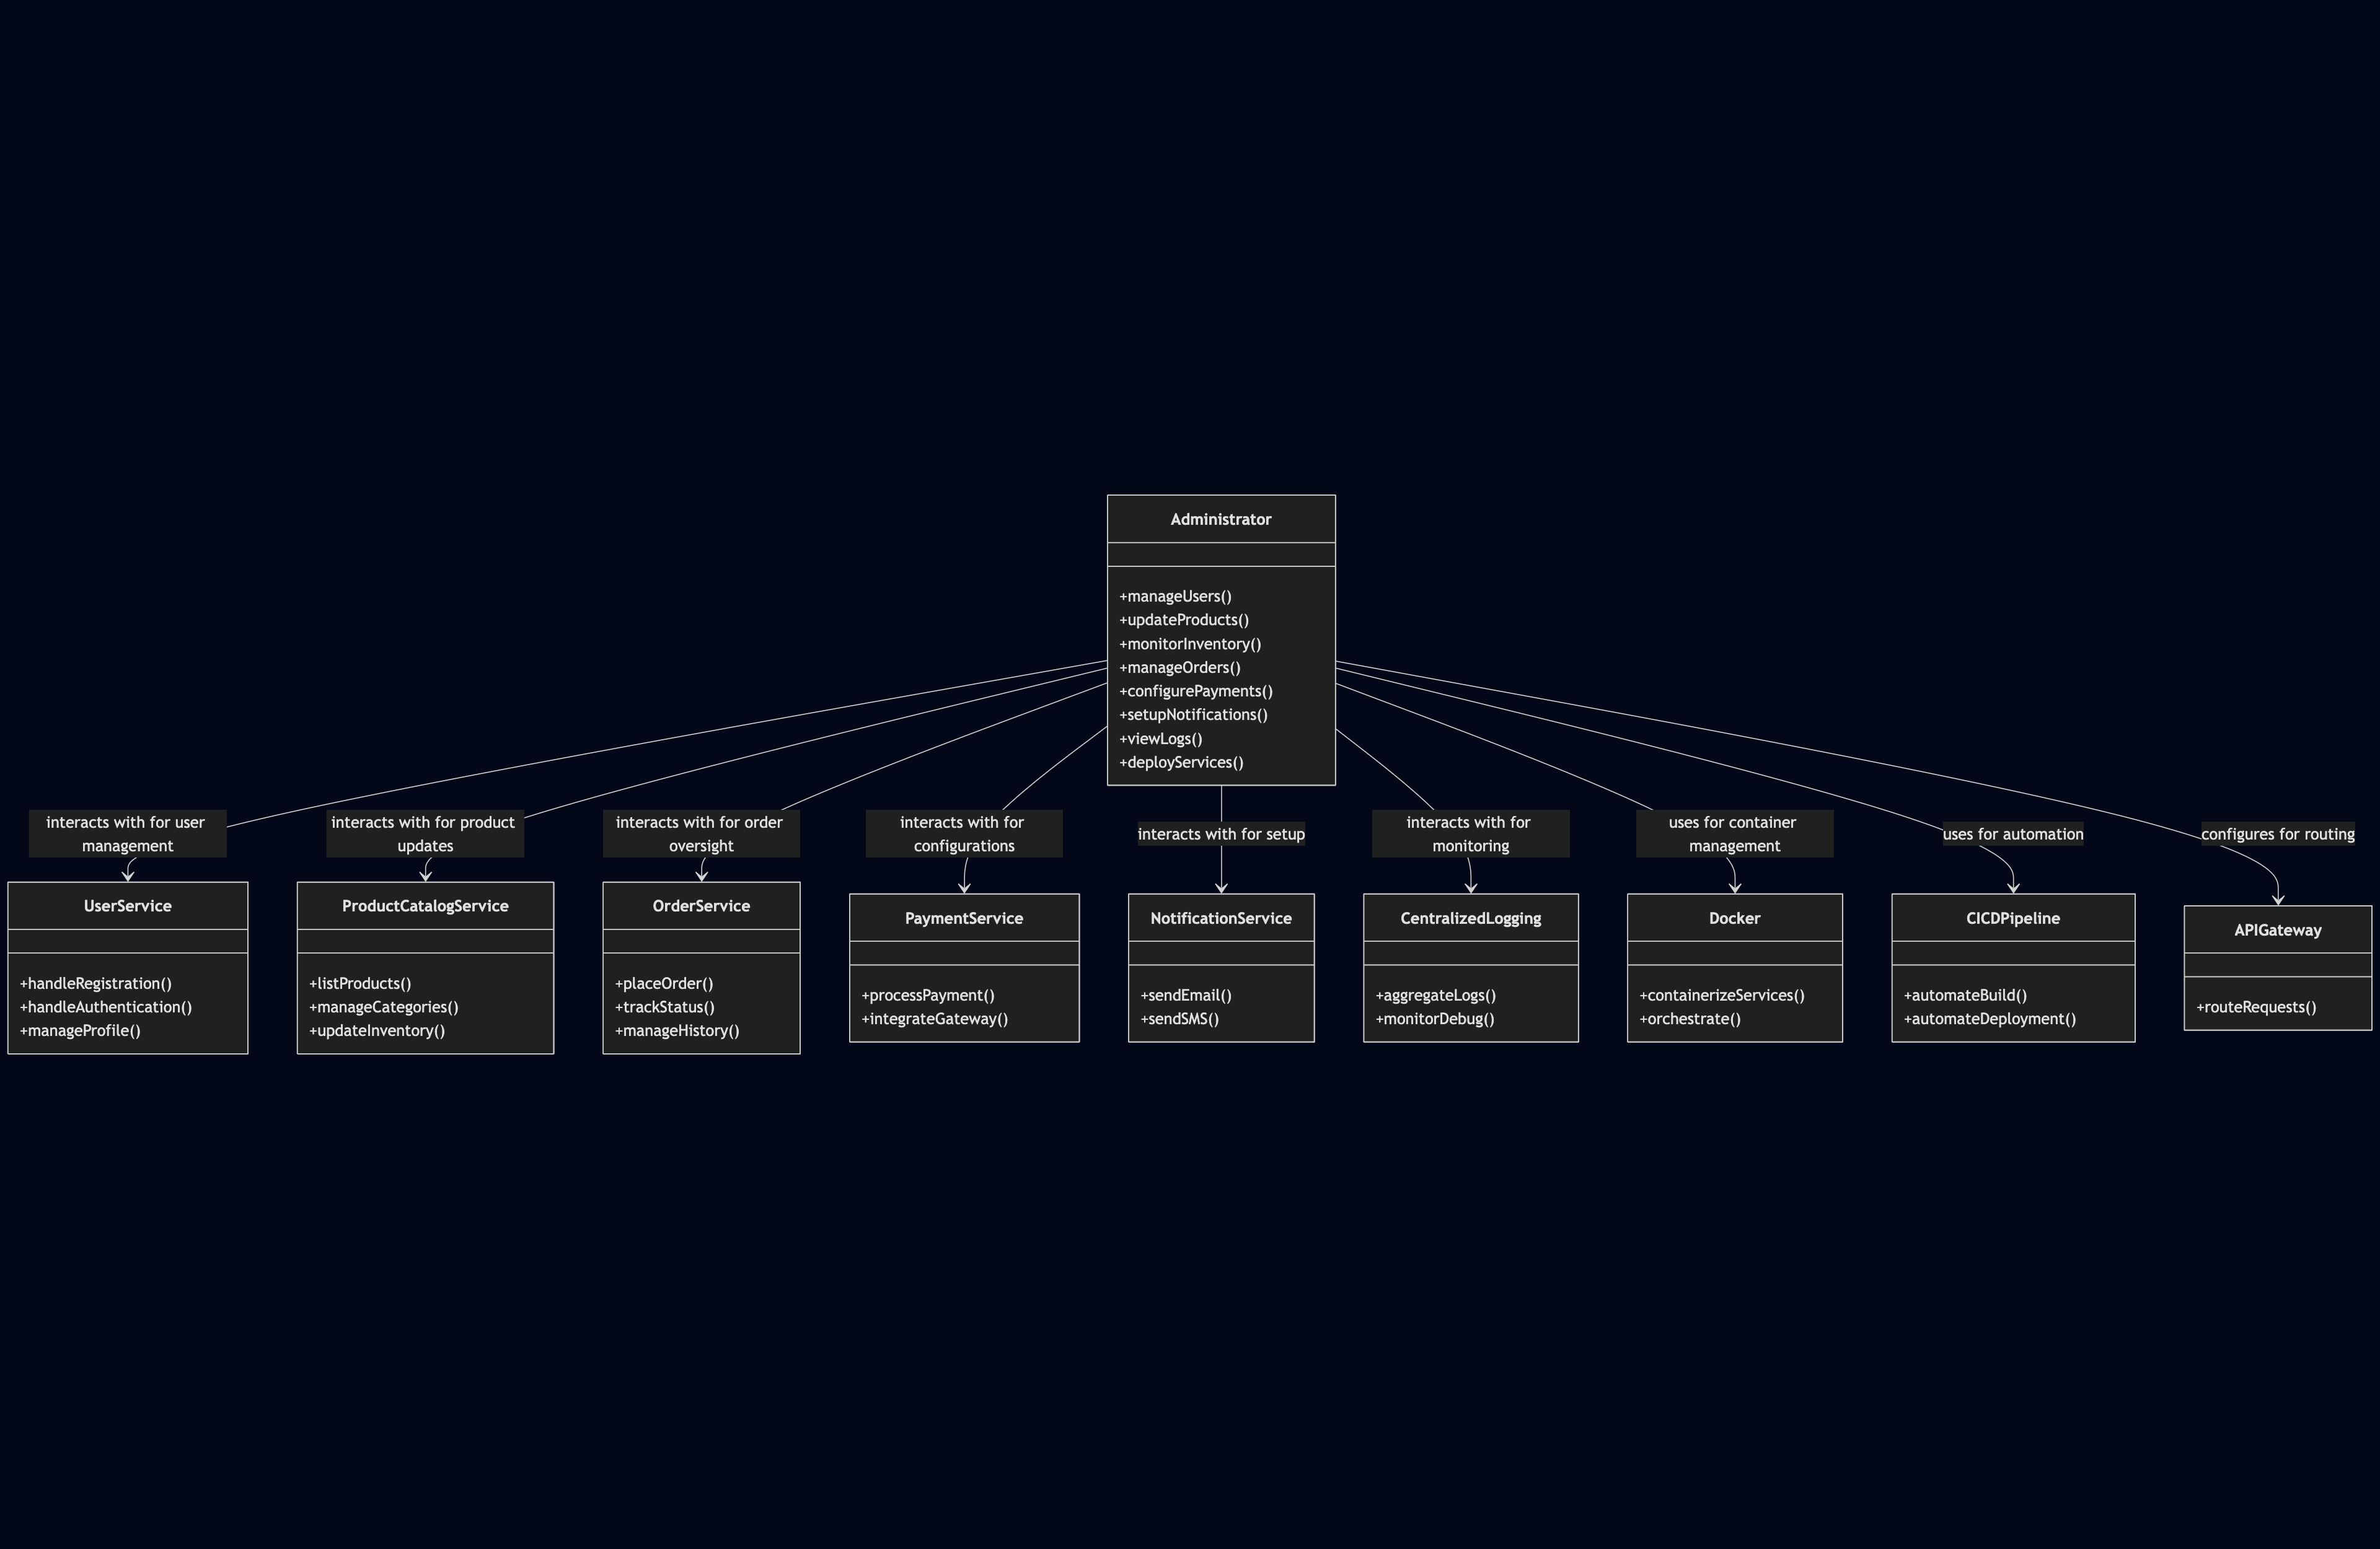 Administrator
+manageUsers()
+updateProducts()
+monitorInventory()
+manageOrders()
+configurePayments()
+setupNotifications()
+viewLogs()
+deployServices()
interacts with for user
management
interacts with for product
updates
interacts with for order
oversight
interacts with for
configurations
interacts with for setup
interacts with for
monitoring
uses for container
management
uses for automation
configures for routing
UserService
+handleRegistration()
+handleAuthentication()
+manageProfile()
ProductCatalogService
+listProducts()
+manageCategories()
+updateInventory()
OrderService
+placeOrder()
+trackStatus()
+manageHistory()
PaymentService
+processPayment()
+integrateGateway()
NotificationService
+sendEmail()
+sendSMS()
CentralizedLogging
+aggregateLogs()
+monitorDebug()
Docker
+containerizeServices()
+orchestrate()
CICDPipeline
+automateBuild()
+automateDeployment()
APIGateway
+routeRequests()